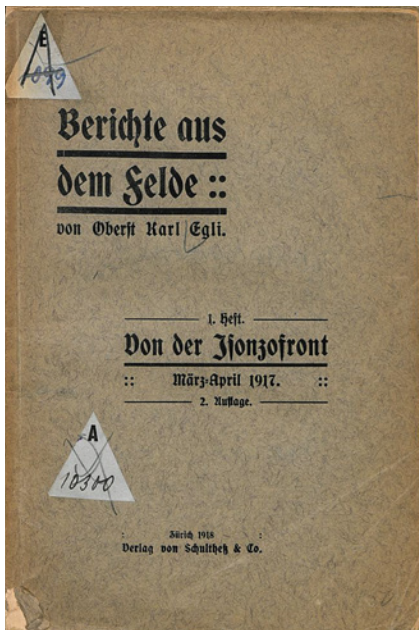 E
1099
Berichte aus
dem Felde ::
von Oberst Karl Egli.
1. Heft.
Von der Isonzofront
:: März-April 1917. ::
2. Auflage.
A
10300
: Zürich 1918 :
Verlag von Schultheß & Co.